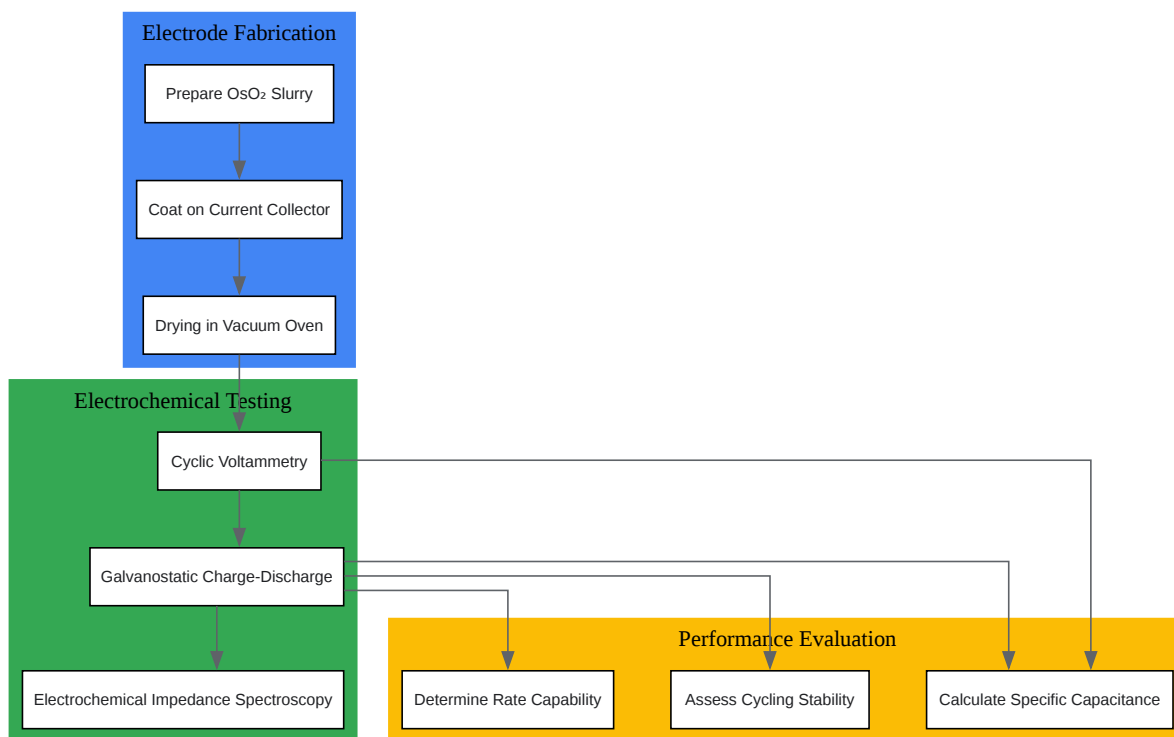 Electrode Fabrication
Prepare OsO₂ Slurry
Coat on Current Collector
Drying in Vacuum Oven
Electrochemical Testing
Cyclic Voltammetry
Galvanostatic Charge-Discharge
Electrochemical Impedance Spectroscopy
Performance Evaluation
Determine Rate Capability
Assess Cycling Stability
Calculate Specific Capacitance